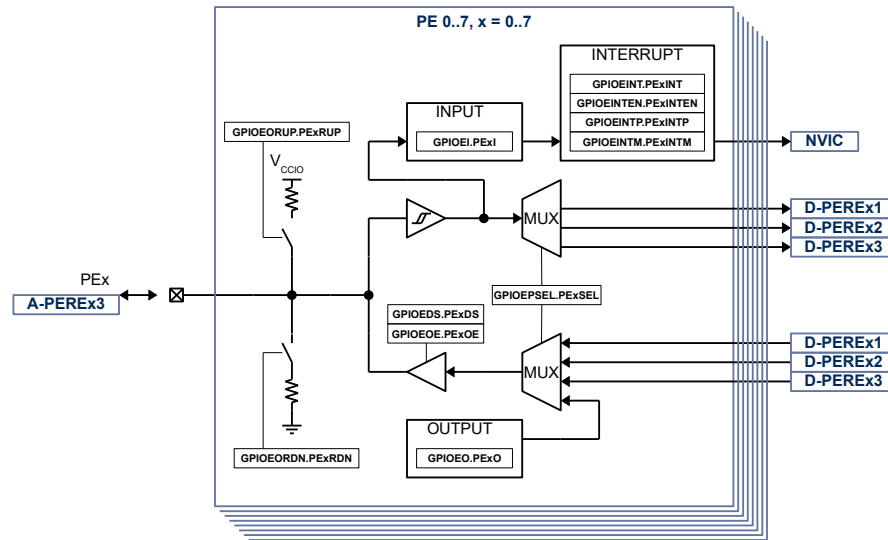 PE 0..7, x = 0..7
INTERRUPT
GPIOEINT.PExINT
GPIOEINTEN.PExINTEN
GPIOEINTP.PExINTP
GPIOEINTM.PExINTM
INPUT
GPIOEI.PExI
NVIC
GPIOEORUP.PExRUP
VCCIO
MUX
D-PEREx1
D-PEREx2
D-PEREx3
PEx
A-PEREx3
GPIOEPSEL.PExSEL
GPIOEDS.PExDS
GPIOEOE.PExOE
MUX
D-PEREx1
D-PEREx2
D-PEREx3
OUTPUT
GPIOEO.PExO
GPIOEORDN.PExRDN